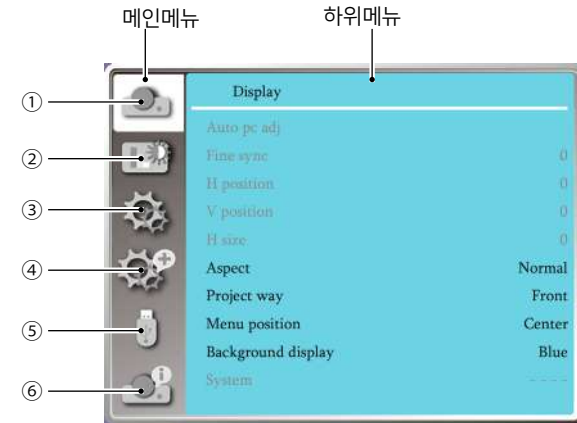 메인메뉴 하위메뉴
① Display
Auto pc adj
② Fine sync 0
H position 0
③ V position 0
H size 0
④ Aspect Normal
Project way Front
⑤ Menu position Center
Background display Blue
⑥ System - - - -